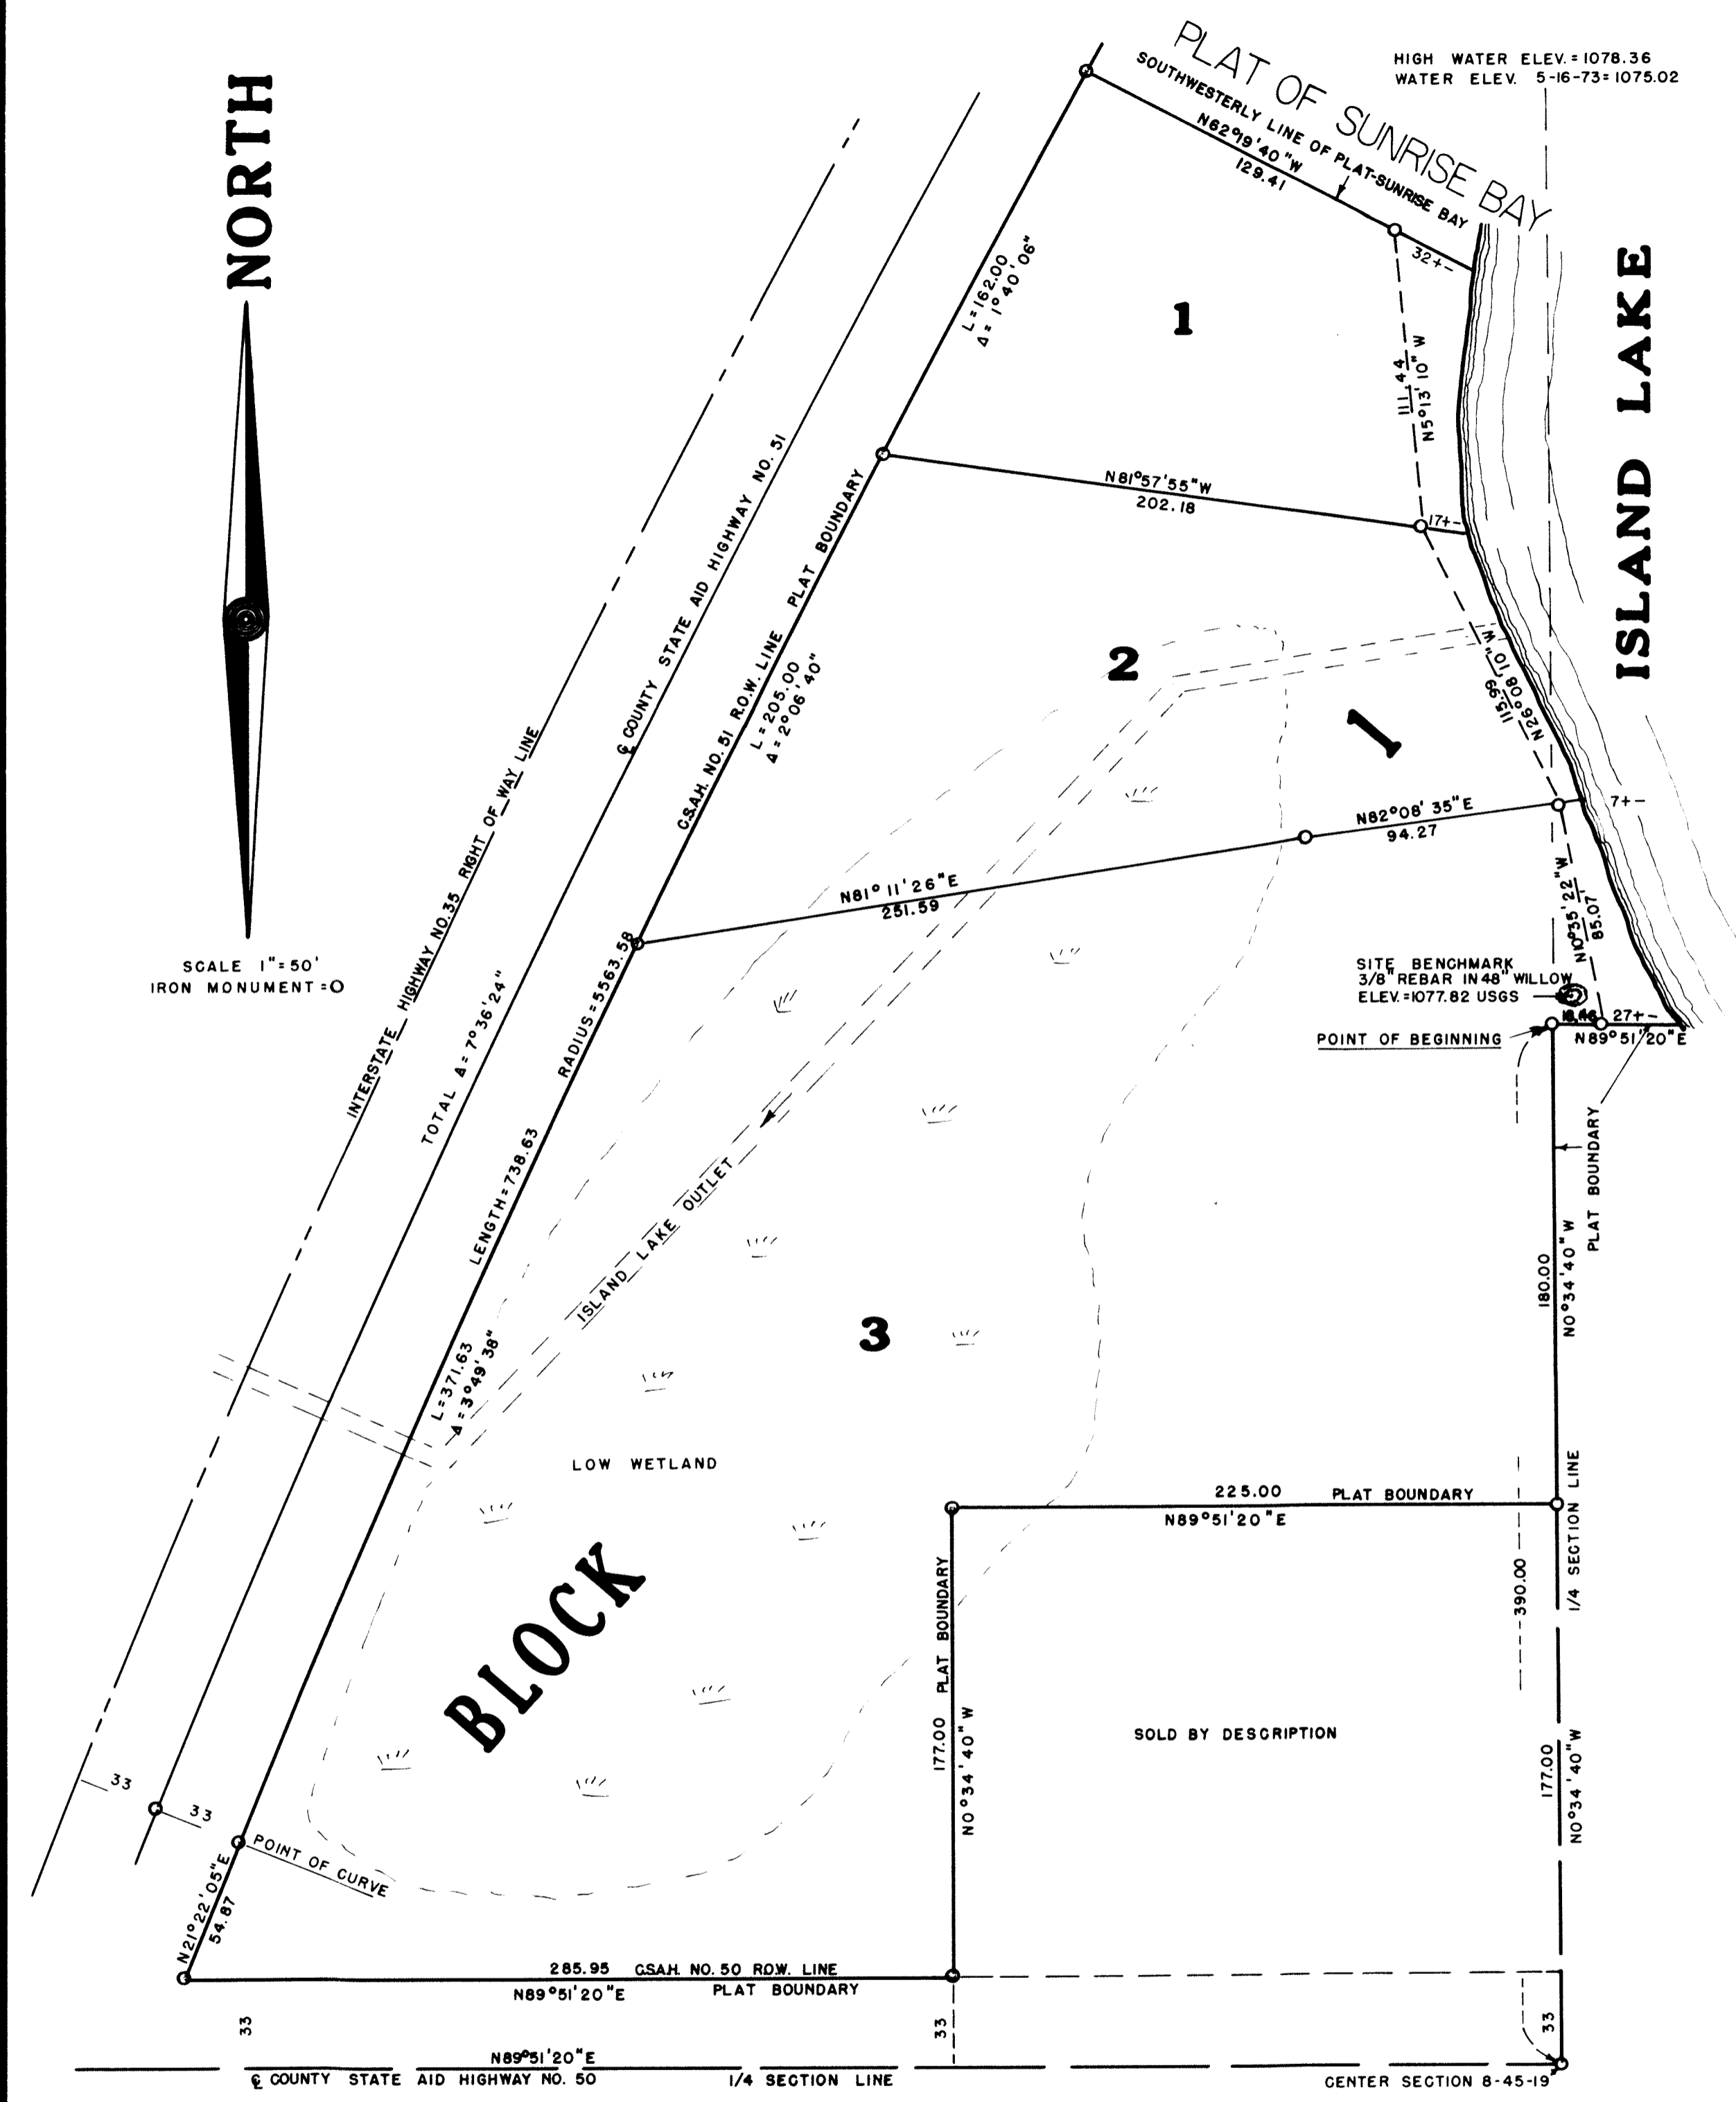 PLAT OF SUNRISE BAY
SOUTHWESTERLY LINE OF PLAT-SUNRISE BAY
N62°19'40"W
129.41
32+-
HIGH WATER ELEV.=1078.36
WATER ELEV. 5-16-73=1075.02
NORTH
ISLAND LAKE
L=162.00
Δ=1°40'06"
1
111.44
N5°13'10"W
N81°57'55"W
202.18
17+-
INTERSTATE HIGHWAY NO.35 RIGHT OF WAY LINE
℄ COUNTY STATE AID HIGHWAY NO. 51
C.S.A.H. NO. 51 R.O.W. LINE PLAT BOUNDARY
L=205.00
Δ=2°06'40"
2
1
N26°08'10"W
115.99
N82°08'35"E
94.27
7+-
N81°11'26"E
251.59
SCALE 1"=50'
IRON MONUMENT=O
N10°35'22"W
85.07'
SITE BENCHMARK
3/8" REBAR IN 48" WILLOW
ELEV.=1077.82 USGS
27+-
POINT OF BEGINNING
N89°51'20"E
TOTAL Δ=7°36'24"
RADIUS=5563.58
LENGTH=738.63
ISLAND LAKE OUTLET
PLAT BOUNDARY
180.00
N0°34'40"W
3
L=371.63
Δ=3°49'38"
LOW WETLAND
225.00 PLAT BOUNDARY
N89°51'20"E
1/4 SECTION LINE
390.00
BLOCK
PLAT BOUNDARY
177.00
N0°34'40"W
SOLD BY DESCRIPTION
177.00
N0°34'40"W
33
33
POINT OF CURVE
N21°22'05"E
54.87
285.95 C.S.A.H. NO. 50 R.O.W. LINE
N89°51'20"E PLAT BOUNDARY
33
33
33
N89°51'20"E
℄ COUNTY STATE AID HIGHWAY NO. 50 1/4 SECTION LINE
CENTER SECTION 8-45-19